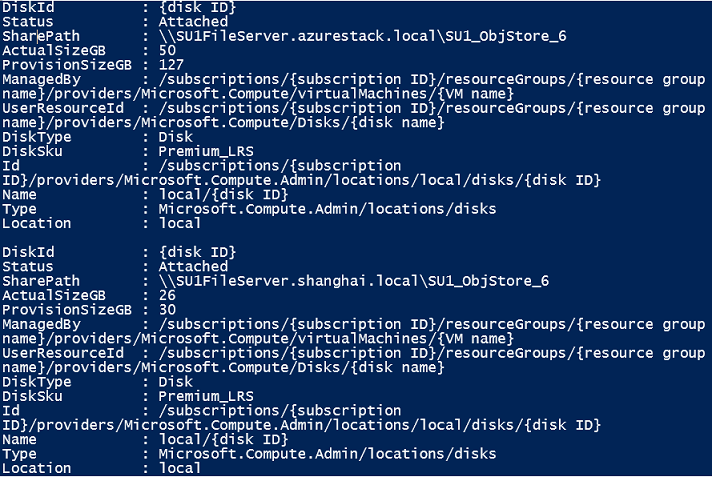 DiskId          : {disk ID}
Status          : Attached
SharePath       : \\SU1FileServer.azurestack.local\SU1_ObjStore_6
ActualSizeGB    : 50
ProvisionSizeGB : 127
ManagedBy       : /subscriptions/{subscription ID}/resourceGroups/{resource group
name}/providers/Microsoft.Compute/virtualMachines/{VM name}
UserResourceId  : /subscriptions/{subscription ID}/resourceGroups/{resource group
name}/providers/Microsoft.Compute/Disks/{disk name}
DiskType        : Disk
DiskSku         : Premium_LRS
Id              : /subscriptions/{subscription
ID}/providers/Microsoft.Compute.Admin/locations/local/disks/{disk ID}
Name            : local/{disk ID}
Type            : Microsoft.Compute.Admin/locations/disks
Location        : local

DiskId          : {disk ID}
Status          : Attached
SharePath       : \\SU1FileServer.shanghai.local\SU1_ObjStore_6
ActualSizeGB    : 26
ProvisionSizeGB : 30
ManagedBy       : /subscriptions/{subscription ID}/resourceGroups/{resource group
name}/providers/Microsoft.Compute/virtualMachines/{VM name}
UserResourceId  : /subscriptions/{subscription ID}/resourceGroups/{resource group
name}/providers/Microsoft.Compute/Disks/{disk name}
DiskType        : Disk
DiskSku         : Premium_LRS
Id              : /subscriptions/{subscription
ID}/providers/Microsoft.Compute.Admin/locations/local/disks/{disk ID}
Name            : local/{disk ID}
Type            : Microsoft.Compute.Admin/locations/disks
Location        : local